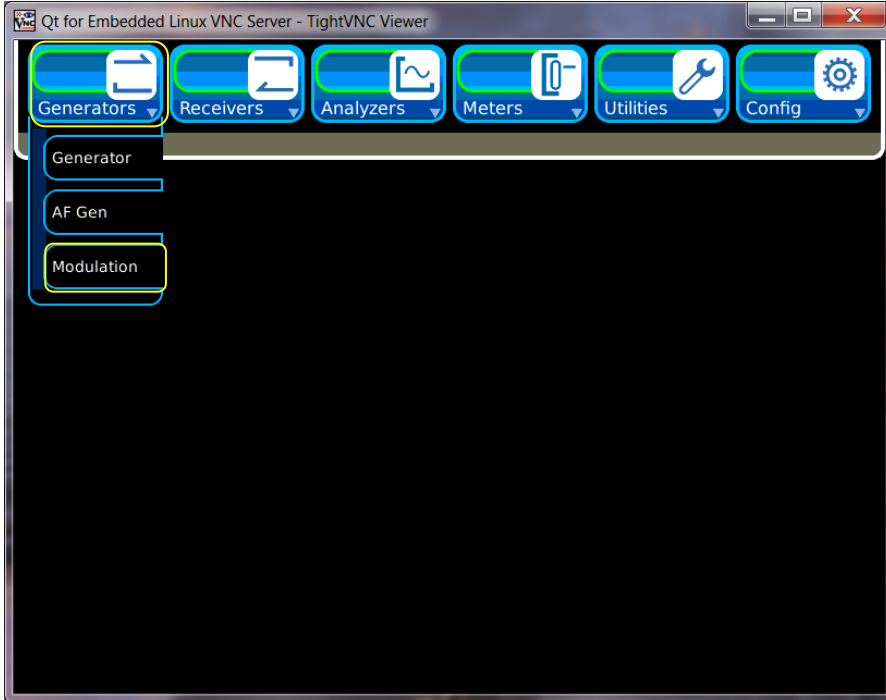 Qt for Embedded Linux VNC Server - TightVNC Viewer
Generators Receivers Analyzers Meters Utilities Config
Generator
AF Gen
Modulation